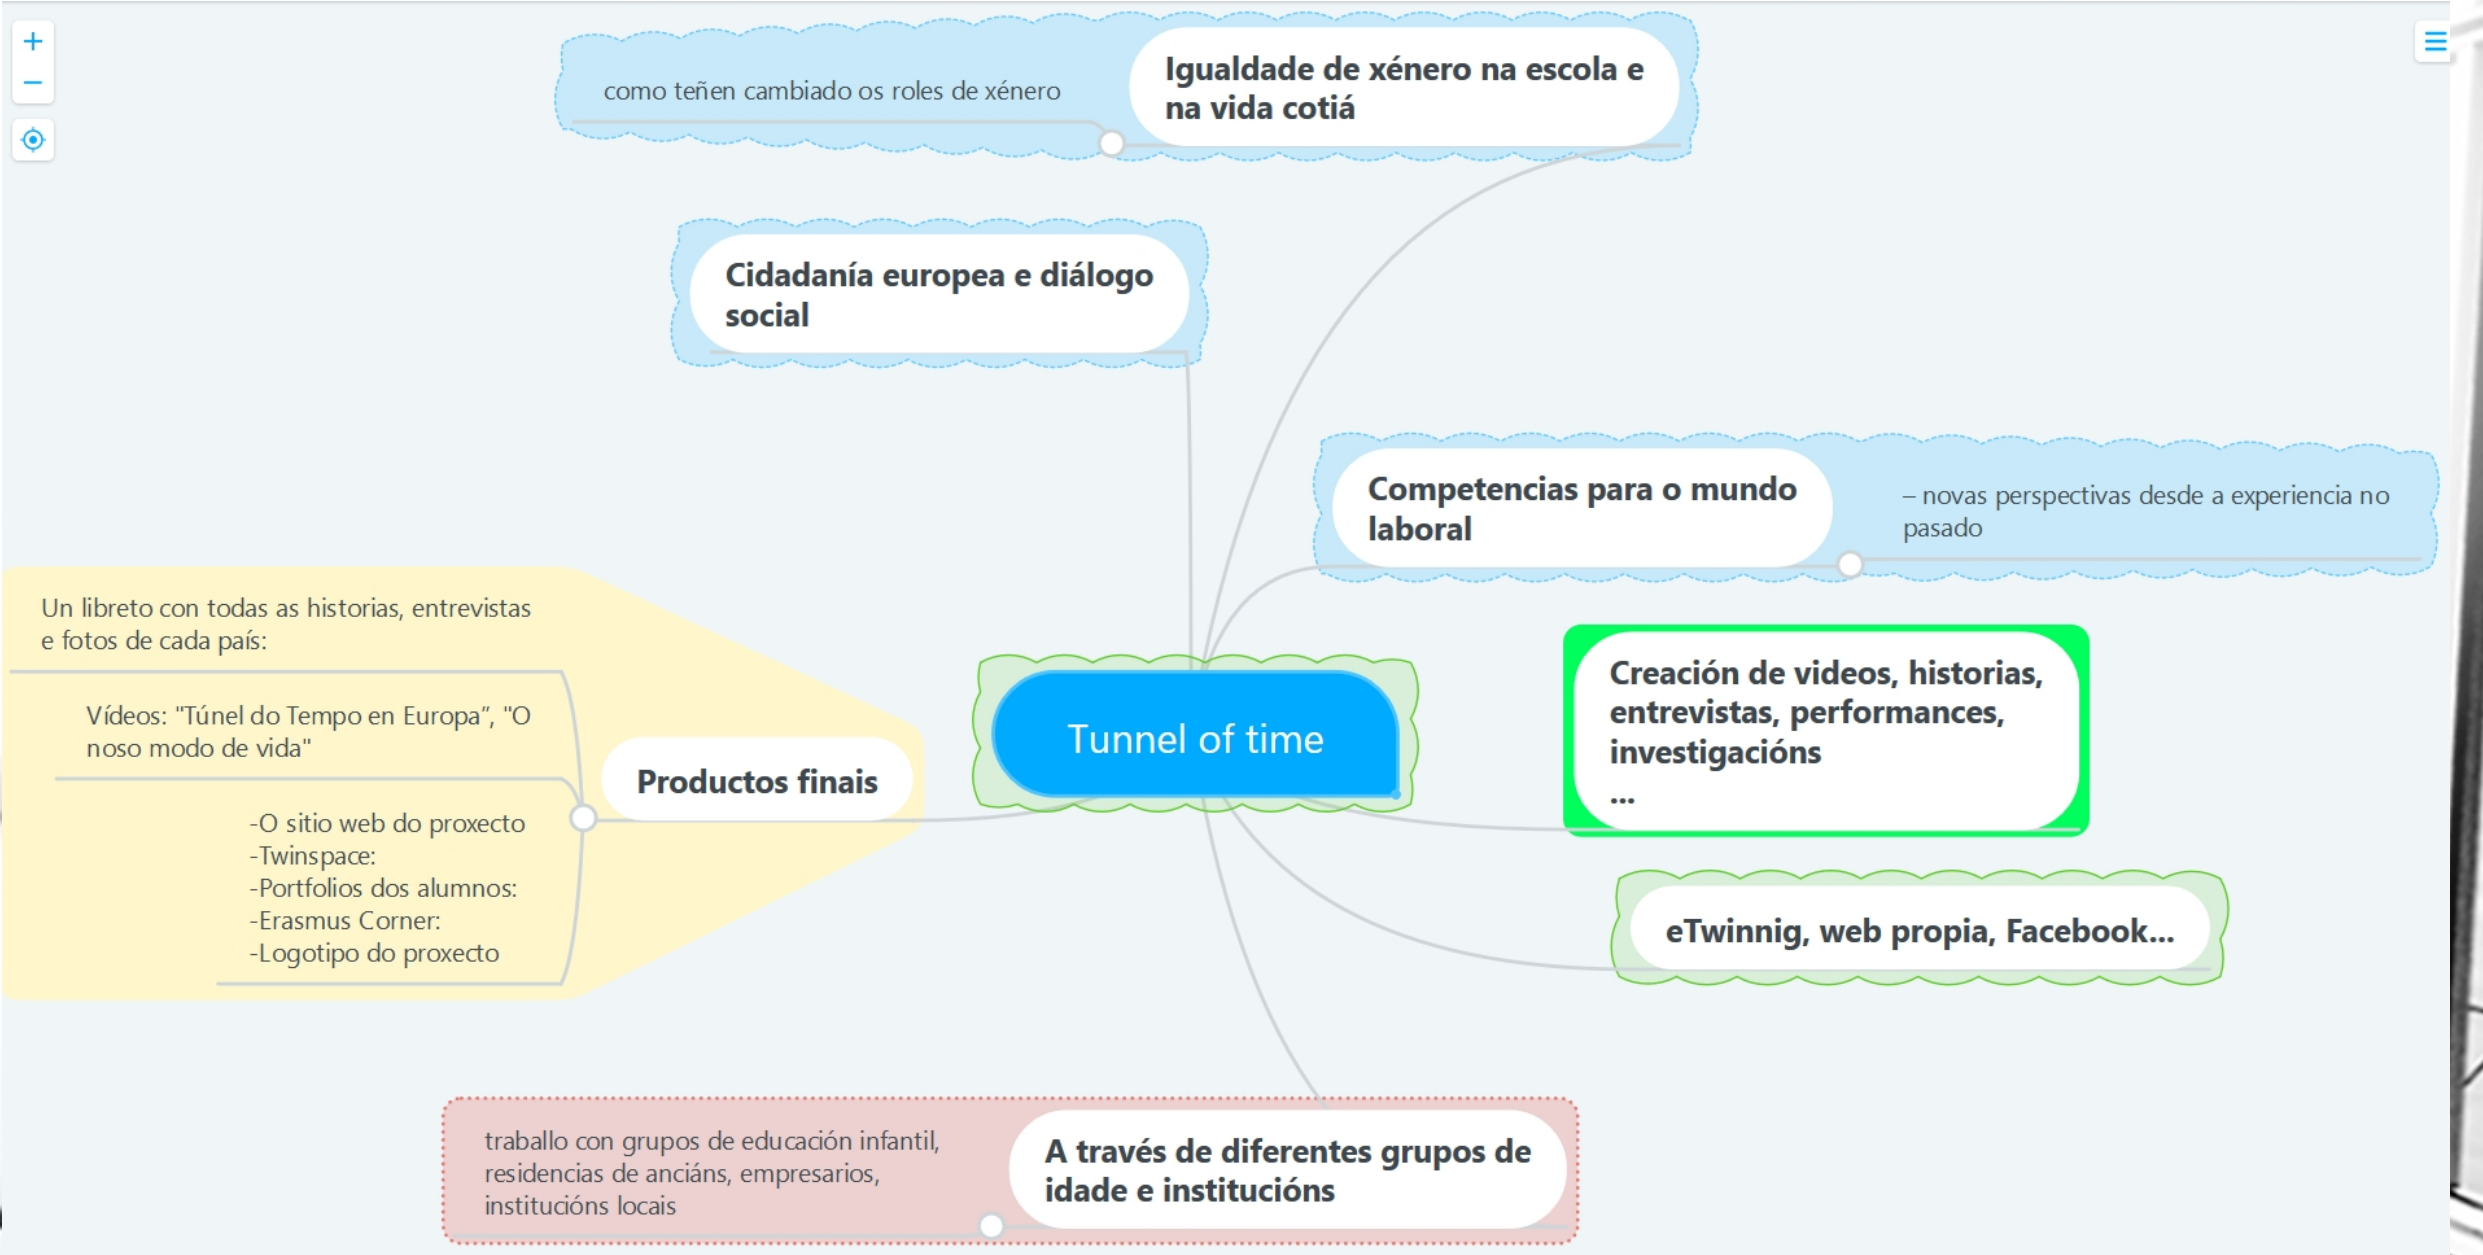 como teñen cambiado os roles de xénero
Igualdade de xénero na escola e
na vida cotiá
Cidadanía europea e diálogo
social
Competencias para o mundo
laboral
– novas perspectivas desde a experiencia no
pasado
Un libreto con todas as historias, entrevistas
e fotos de cada país:
Vídeos: "Túnel do Tempo en Europa”, "O
noso modo de vida"
-O sitio web do proxecto
-Twinspace:
-Portfolios dos alumnos:
-Erasmus Corner:
-Logotipo do proxecto
Productos finais
Tunnel of time
Creación de videos, historias,
entrevistas, performances,
investigacións
...
eTwinnig, web propia, Facebook...
traballo con grupos de educación infantil,
residencias de anciáns, empresarios,
institucións locais
A través de diferentes grupos de
idade e institucións